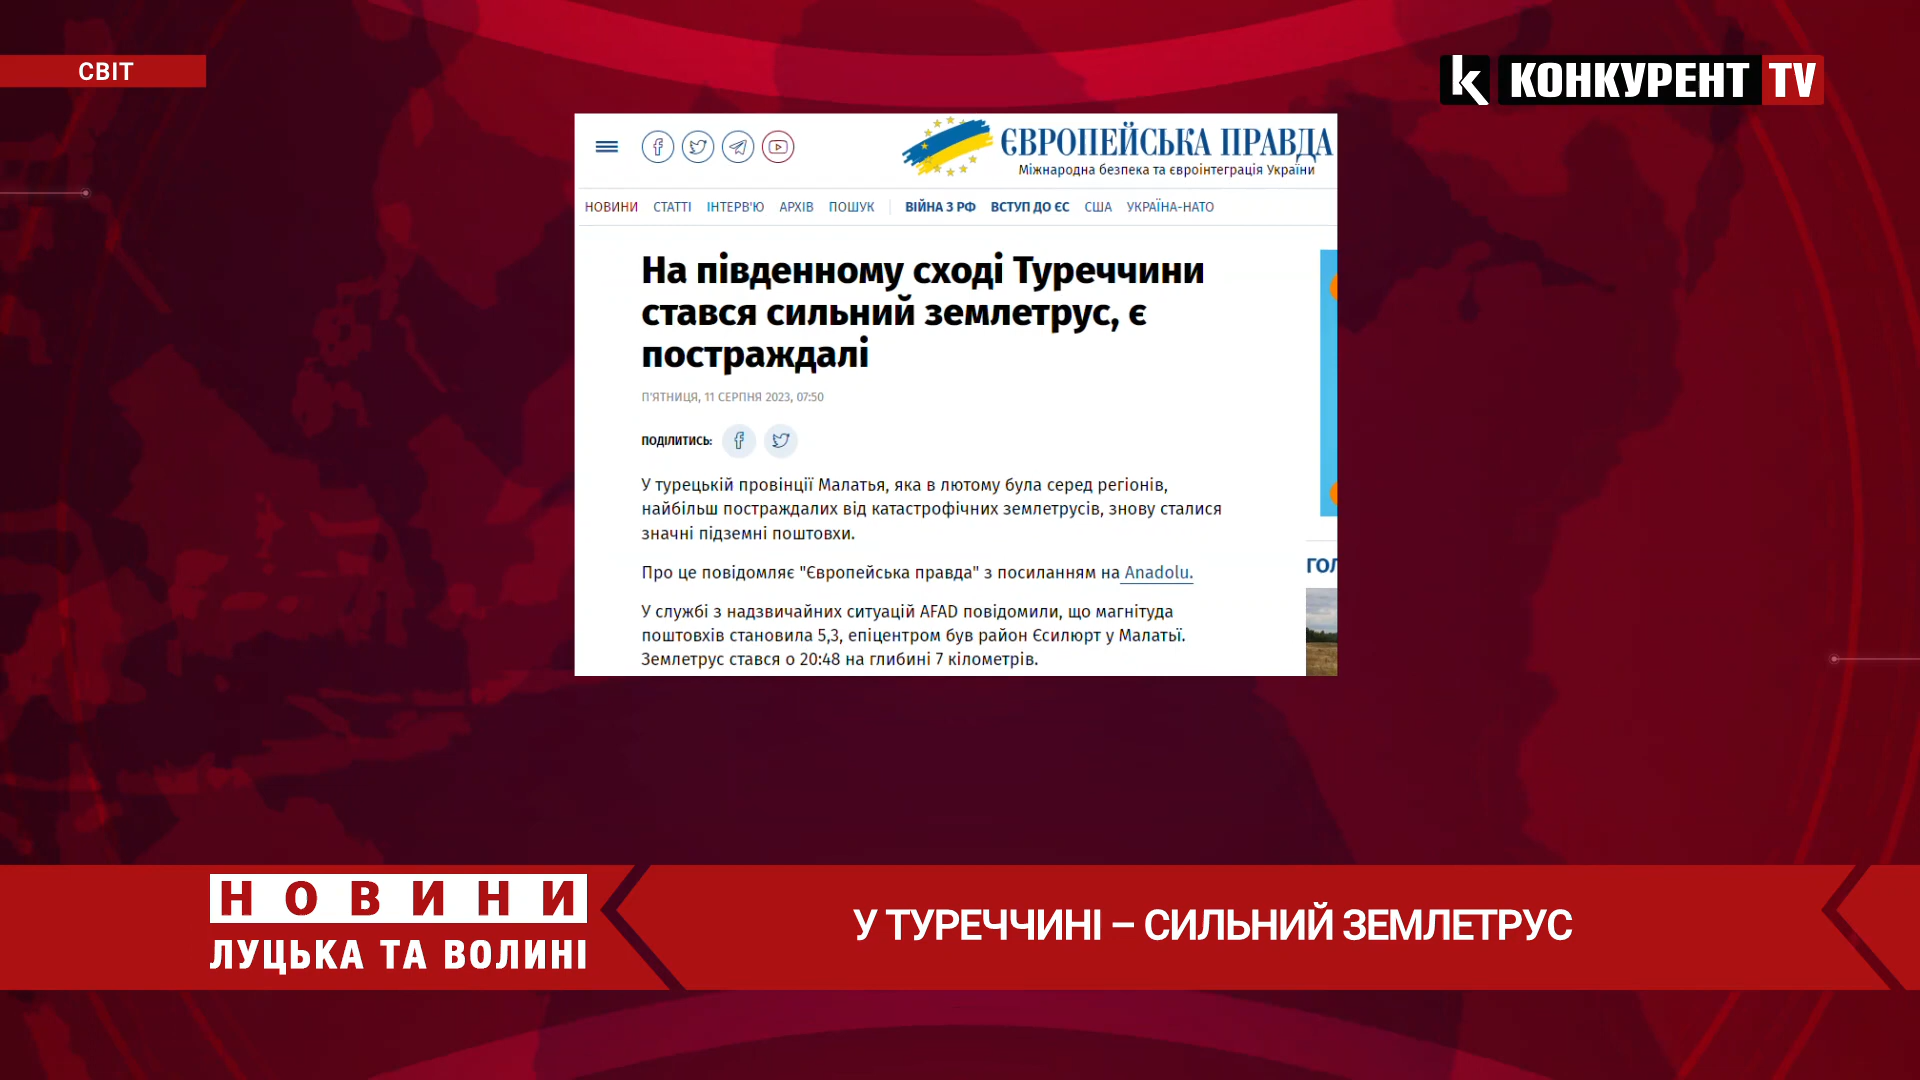 СВІТ
k КОНКУРЕНТ TV
ЄВРОПЕЙСЬКА ПРАВДА
Міжнародна безпека та євроінтеграція України
НОВИНИ СТАТТІ ІНТЕРВ'Ю АРХІВ ПОШУК ВІЙНА З РФ ВСТУП ДО ЄС США УКРАЇНА-НАТО
На південному сході Туреччини
стався сильний землетрус, є
постраждалі
П'ЯТНИЦЯ, 11 СЕРПНЯ 2023, 07:50
ПОДІЛИТИСЬ:
У турецькій провінції Малатья, яка в лютому була серед регіонів,
найбільш постраждалих від катастрофічних землетрусів, знову сталися
значні підземні поштовхи.
Про це повідомляє "Європейська правда" з посиланням на Anadolu.
ГОЛ
У службі з надзвичайних ситуацій AFAD повідомили, що магнітуда
поштовхів становила 5,3, епіцентром був район Єсилюрт у Малатьї.
Землетрус стався о 20:48 на глибині 7 кілометрів.
НОВИНИ
ЛУЦЬКА ТА ВОЛИНІ
У ТУРЕЧЧИНІ – СИЛЬНИЙ ЗЕМЛЕТРУС